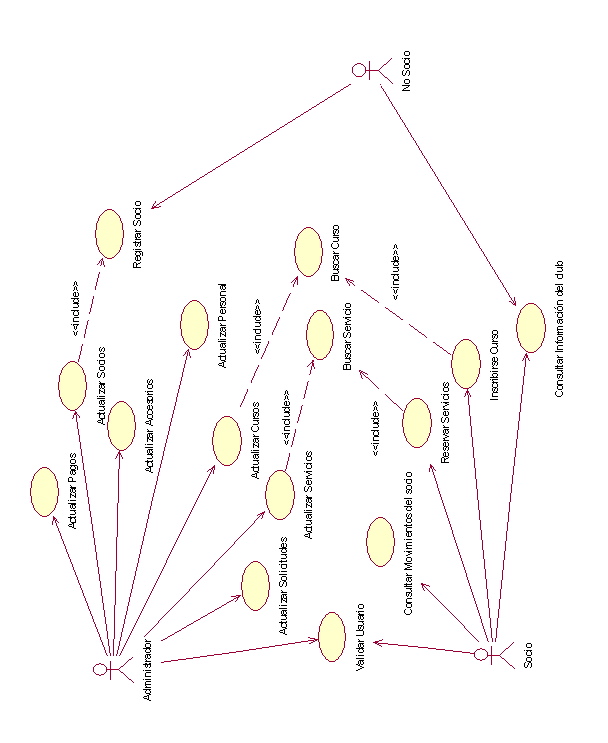 Actualizar Pagos
<<include>>
Actualizar Socios
Registrar Socio
Administrador
Actualizar Accesorios
Actualizar Personal
Actualizar Cursos
<<include>>
Actualizar Solicitudes
<<include>>
Actualizar Servicios
Buscar Curso
Buscar Servicio
Validar Usuario
<<include>>
<<include>>
Consultar Movimientos del socio
No Socio
Reservar Servicios
Inscribirse Curso
Socio
Consultar Información del club